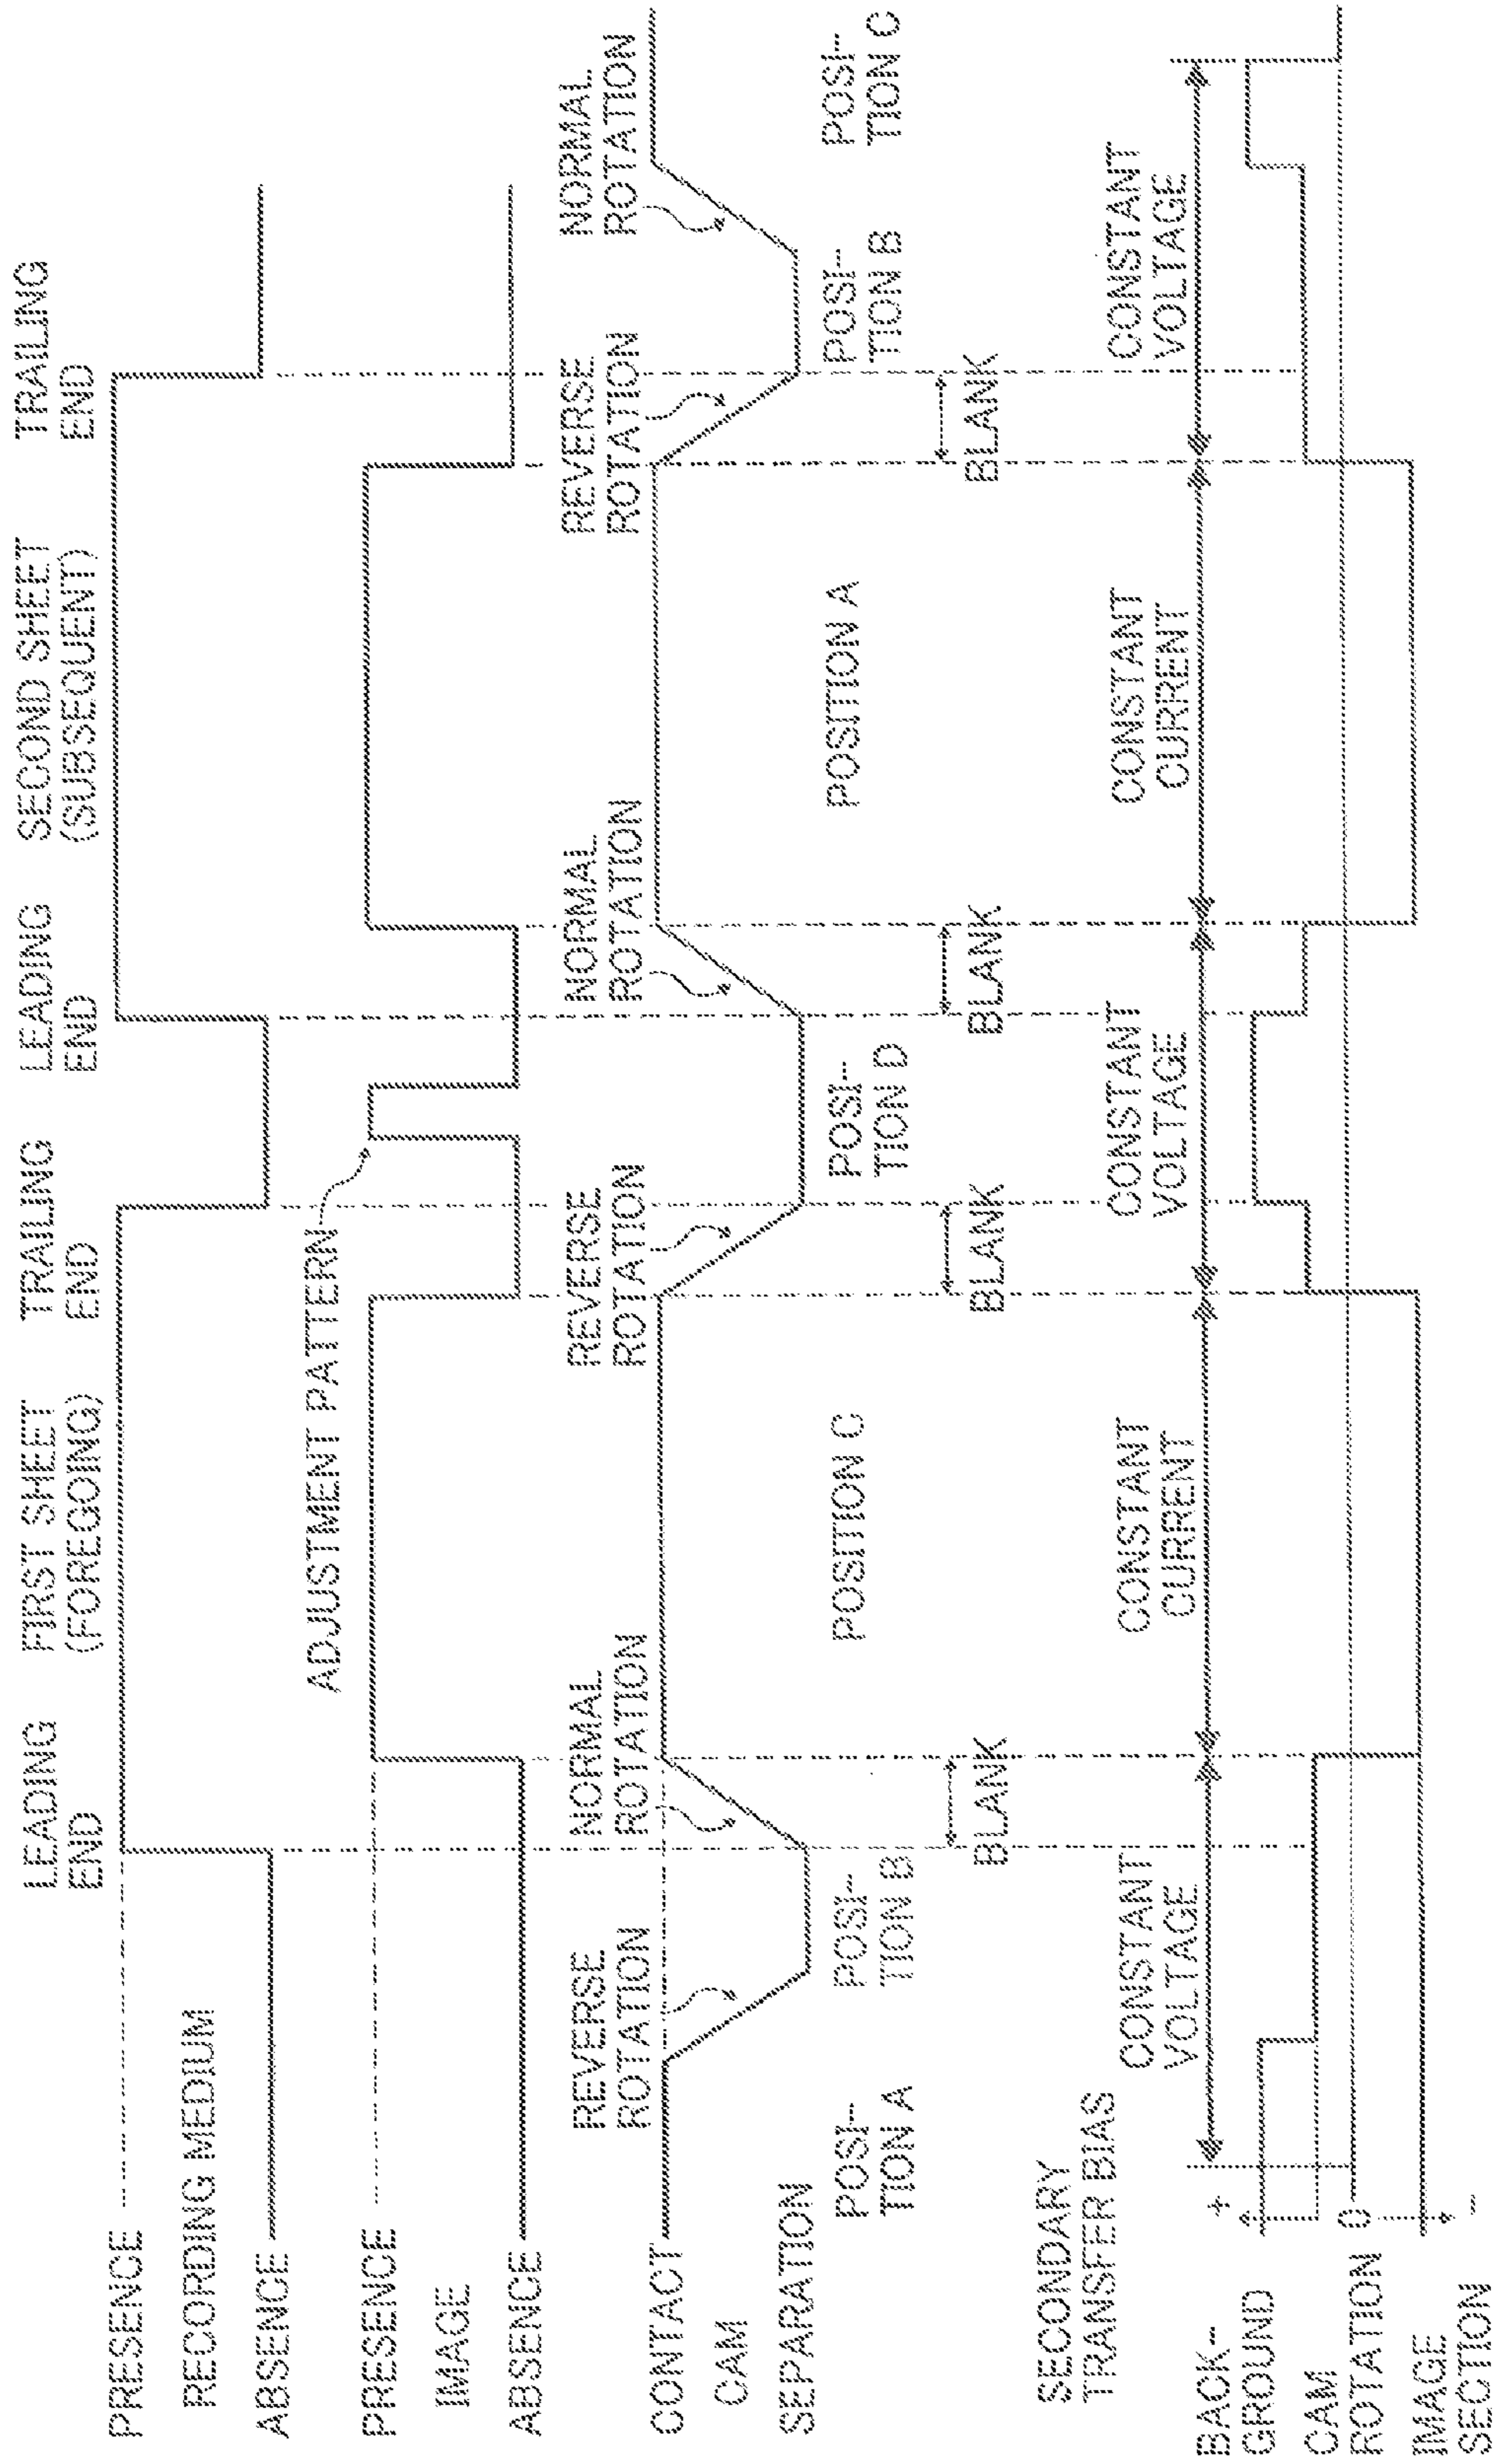 LEADING
END
FIRST SHEET
(FOREGOING)
TRAILING
END
LEADING
END
SECOND SHEET
(SUBSEQUENT)
TRAILING
END
PRESENCE
RECORDING MEDIUM
ABSENCE
ADJUSTMENT PATTERN
PRESENCE
IMAGE
ABSENCE
REVERSE
ROTATION
NORMAL
ROTATION
REVERSE
ROTATION
NORMAL
ROTATION
REVERSE
ROTATION
NORMAL
ROTATION
CONTACT
CAM
SEPARATION
POSI-
TION A
POSI-
TION B
POSITION C
POSI-
TION D
POSITION A
POSI-
TION B
POSI-
TION C
BLANK
BLANK
BLANK
BLANK
SECONDARY
TRANSFER BIAS
CONSTANT
VOLTAGE
CONSTANT
CURRENT
CONSTANT
VOLTAGE
CONSTANT
CURRENT
CONSTANT
VOLTAGE
BACK-
GROUND
+
CAM
ROTATION
0
IMAGE
SECTION
-